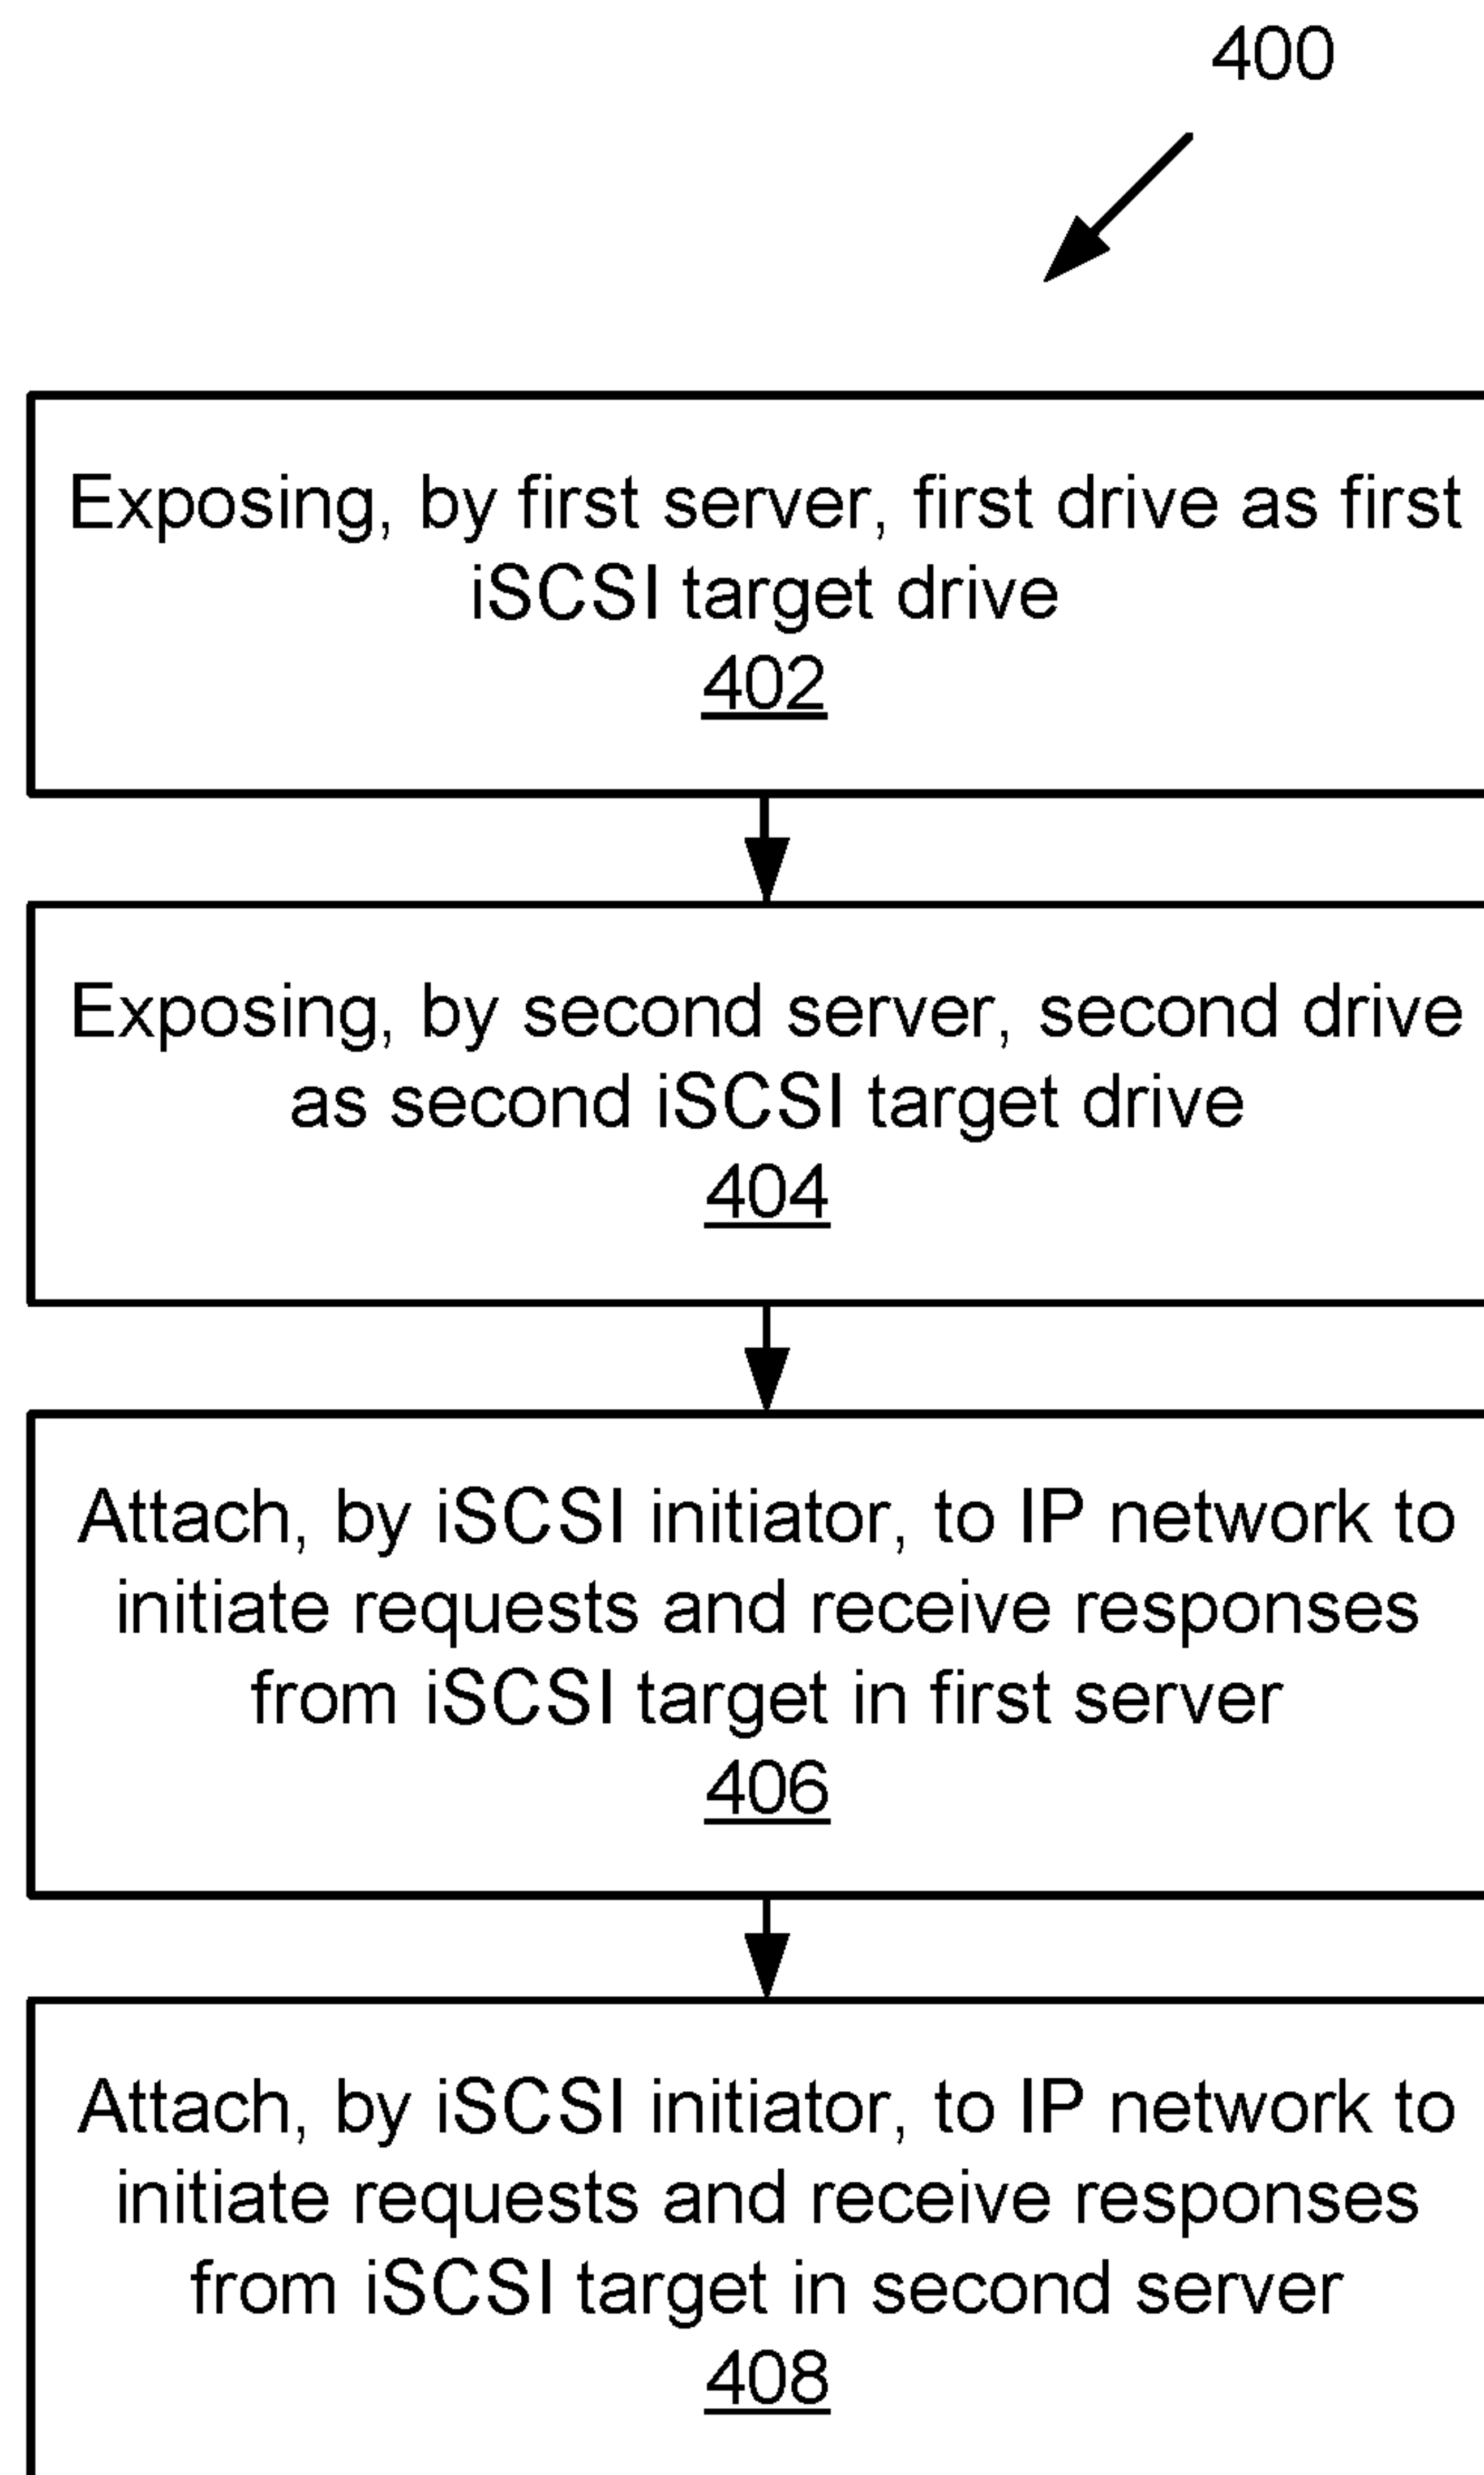 400
Exposing, by first server, first drive as first
iSCSI target drive
402
Exposing, by second server, second drive
as second iSCSI target drive
404
Attach, by iSCSI initiator, to IP network to
initiate requests and receive responses
from iSCSI target in first server
406
Attach, by iSCSI initiator, to IP network to
initiate requests and receive responses
from iSCSI target in second server
408